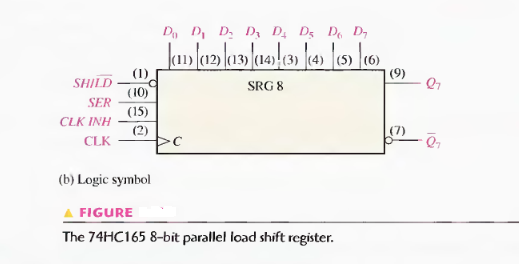 D₀ D₁ D₂ D₃ D₄ D₅ D₆ D₇
(11) (12) (13) (14) (3) (4) (5) (6)
SH/L̅D̅ (1) SRG 8 (9) Q₇
SER (10)
CLK INH (15)
CLK (2) C (7) Q̅₇
(b) Logic symbol
▲ FIGURE
The 74HC165 8-bit parallel load shift register.